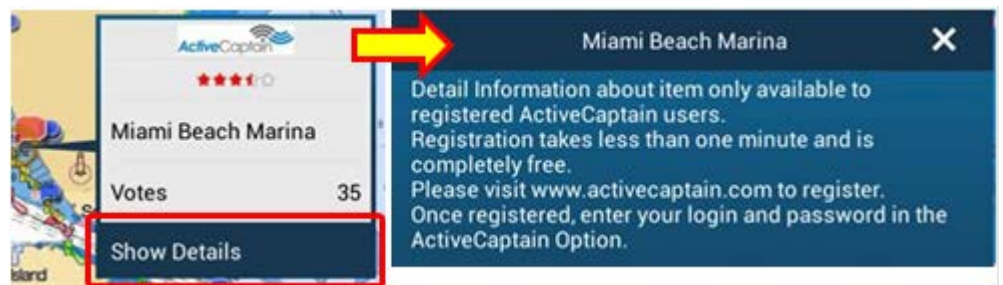 ActiveCaptain
Miami Beach Marina
Votes 35
Show Details
sland
Miami Beach Marina
Detail Information about item only available to
registered ActiveCaptain users.
Registration takes less than one minute and is
completely free.
Please visit www.activecaptain.com to register.
Once registered, enter your login and password in the
ActiveCaptain Option.